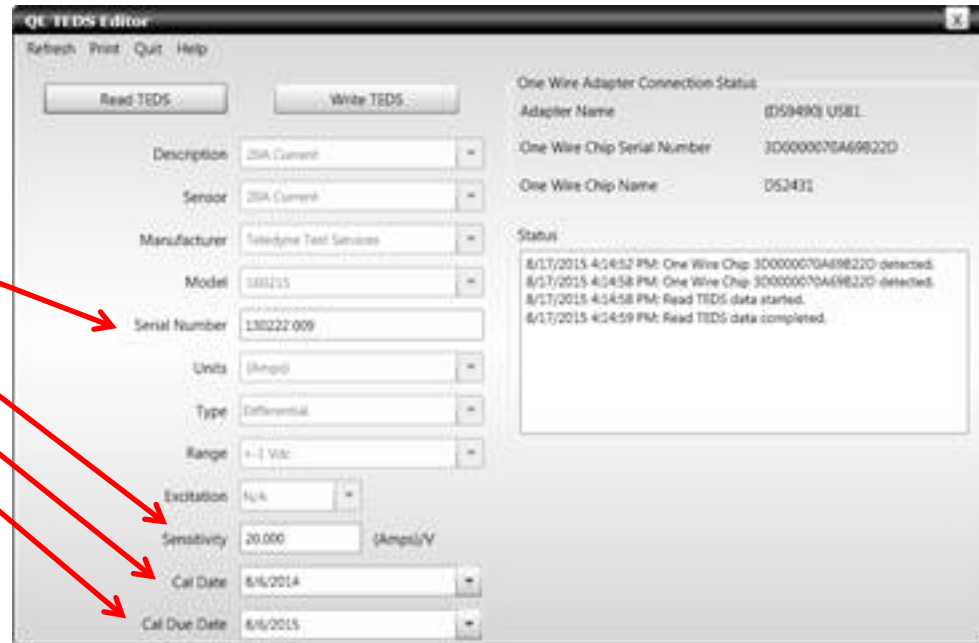 QL TEDS Editor
X
Refresh Print Quit Help
Read TEDS
Write TEDS
Description 20A Current
Sensor 20A Current
Manufacturer Teledyne Test Services
Model 100215
Serial Number 130222 009
Units (Amps)
Type Differential
Range +-1 Vdc
Excitation N/A
Sensitivity 20.000 (Amps)/V
Cal Date 8/6/2014
Cal Due Date 8/6/2015
One Wire Adapter Connection Status
Adapter Name {DS9490} USB1
One Wire Chip Serial Number 3D0000070A69B22D
One Wire Chip Name DS2431
Status
8/17/2015 4:14:52 PM: One Wire Chip 3D0000070A69B22D detected.
8/17/2015 4:14:58 PM: One Wire Chip 3D0000070A69B22D detected.
8/17/2015 4:14:58 PM: Read TEDS data started.
8/17/2015 4:14:59 PM: Read TEDS data completed.